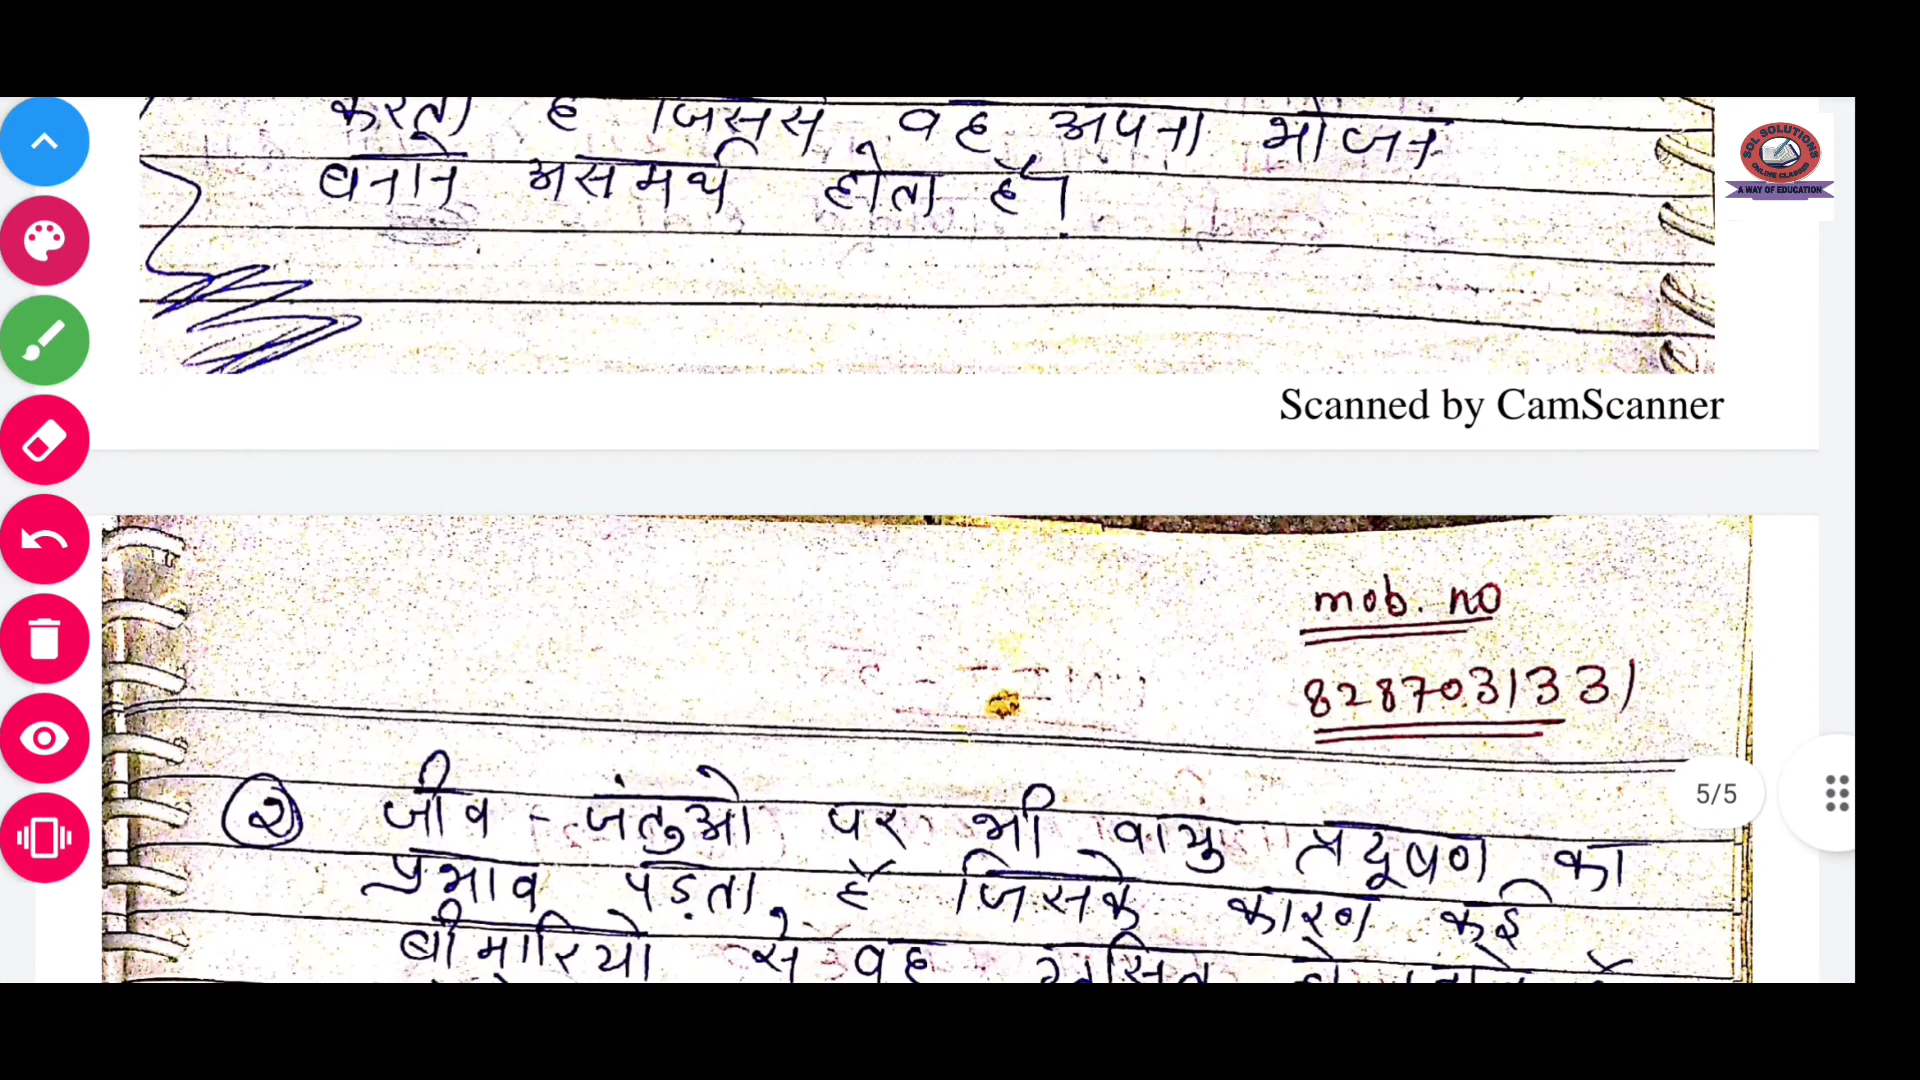 करता है जिससे वह अपना भोजन
बनाने असमर्थ होता है।
SOL SOLUTIONS
ONLINE CLASSES
A WAY OF EDUCATION
Scanned by CamScanner
mob. no
8287031331
② जीव - जंतुओ पर भी वायु प्रदूषण का
5/5
प्रभाव पड़ता है जिसके कारण कई
बीमारियो से वह